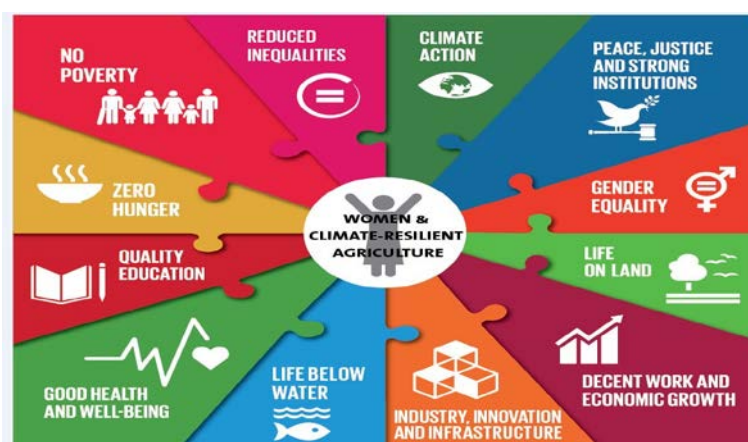 NO
POVERTY
REDUCED
INEQUALITIES
CLIMATE
ACTION
PEACE, JUSTICE
AND STRONG
INSTITUTIONS
ZERO
HUNGER
WOMEN &
CLIMATE-RESILIENT
AGRICULTURE
GENDER
EQUALITY
QUALITY
EDUCATION
LIFE
ON LAND
GOOD HEALTH
AND WELL-BEING
LIFE BELOW
WATER
INDUSTRY, INNOVATION
AND INFRASTRUCTURE
DECENT WORK AND
ECONOMIC GROWTH